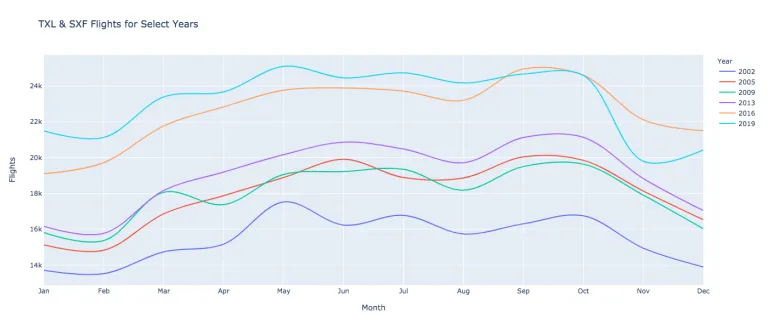 TXL & SXF Flights for Select Years
Year
2002
2005
2009
2013
2016
2019
Flights
24k
22k
20k
18k
16k
14k
Jan Feb Mar Apr May Jun Jul Aug Sep Oct Nov Dec
Month